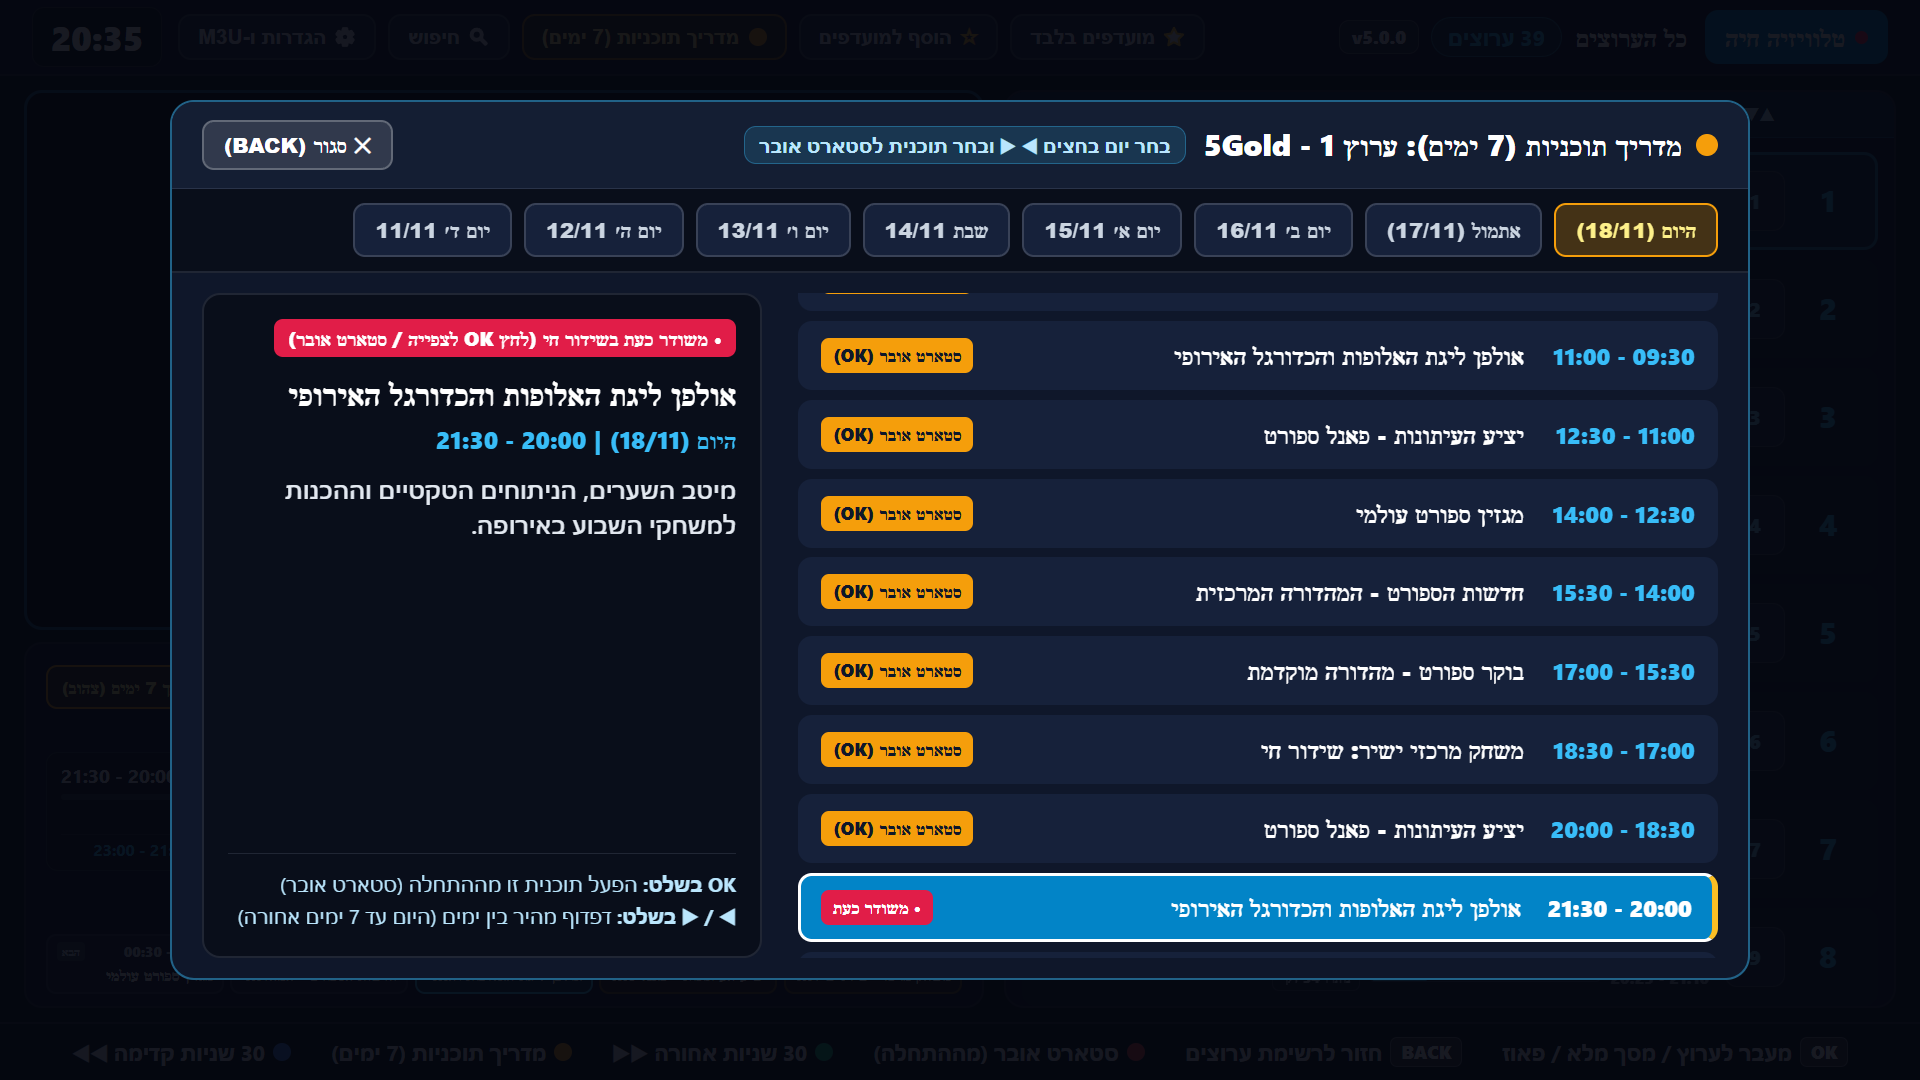 טלוויזיה חיה
כל הערוצים
39 ערוצים
v5.0.0
מועדפים בלבד
הוסף למועדפים
מדריך תוכניות (7 ימים)
חיפוש
הגדרות ו-M3U
20:35
מדריך תוכניות (7 ימים): ערוץ 1 - 5Gold
בחר יום בחצים ◀ ▶ ובחר תוכנית לסטארט אובר
✕ סגור (BACK)
היום (18/11)
אתמול (17/11)
יום ב׳ 16/11
יום א׳ 15/11
שבת 14/11
יום ו׳ 13/11
יום ה׳ 12/11
יום ד׳ 11/11
09:30 - 11:00 אולפן ליגת האלופות והכדורגל האירופי סטארט אובר (OK)
11:00 - 12:30 יציע העיתונות - פאנל ספורט סטארט אובר (OK)
12:30 - 14:00 מגזין ספורט עולמי סטארט אובר (OK)
14:00 - 15:30 חדשות הספורט - המהדורה המרכזית סטארט אובר (OK)
15:30 - 17:00 בוקר ספורט - מהדורה מוקדמת סטארט אובר (OK)
17:00 - 18:30 משחק מרכזי ישיר: שידור חי סטארט אובר (OK)
18:30 - 20:00 יציע העיתונות - פאנל ספורט סטארט אובר (OK)
20:00 - 21:30 אולפן ליגת האלופות והכדורגל האירופי • משודר כעת
• משודר כעת בשידור חי (לחץ OK לצפייה / סטארט אובר)
אולפן ליגת האלופות והכדורגל האירופי
היום (18/11) | 20:00 - 21:30
מיטב השערים, הניתוחים הטקטיים וההכנות
למשחקי השבוע באירופה.
OK בשלט: הפעל תוכנית זו מההתחלה (סטארט אובר)
◀ / ▶ בשלט: דפדוף מהיר בין ימים (היום עד 7 ימים אחורה)
1
2
3
4
5
6
7
8
OK מעבר לערוץ / מסך מלא / פאוז
BACK חזור לרשימת ערוצים
סטארט אובר (מההתחלה)
30 שניות אחורה ▶▶
מדריך תוכניות (7 ימים)
30 שניות קדימה ◀◀